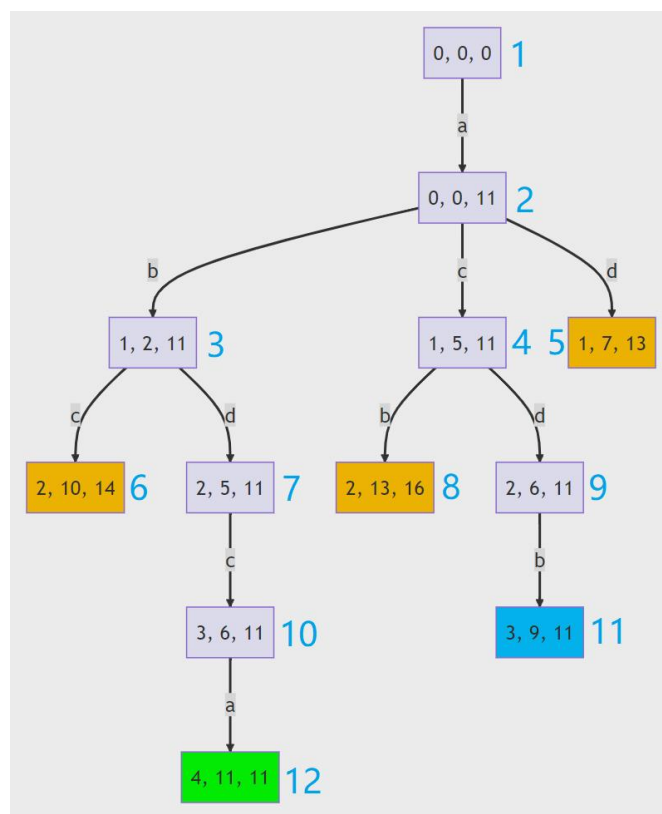 0, 0, 0 1
a
0, 0, 11 2
b c d
1, 2, 11 3 1, 5, 11 4 5 1, 7, 13
c d b d
2, 10, 14 6 2, 5, 11 7 2, 13, 16 8 2, 6, 11 9
c b
3, 6, 11 10 3, 9, 11 11
a
4, 11, 11 12